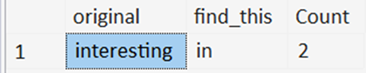 original find_this Count
1 interesting in 2